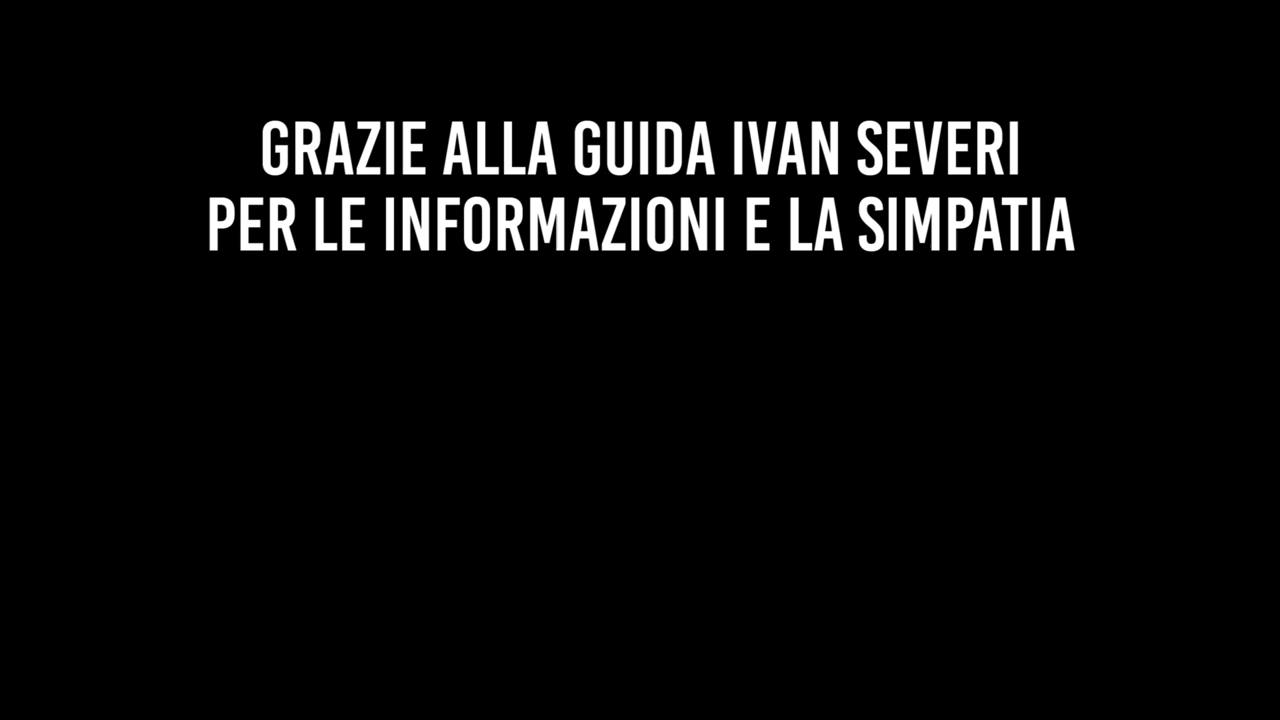 GRAZIE ALLA GUIDA IVAN SEVERI
PER LE INFORMAZIONI E LA SIMPATIA